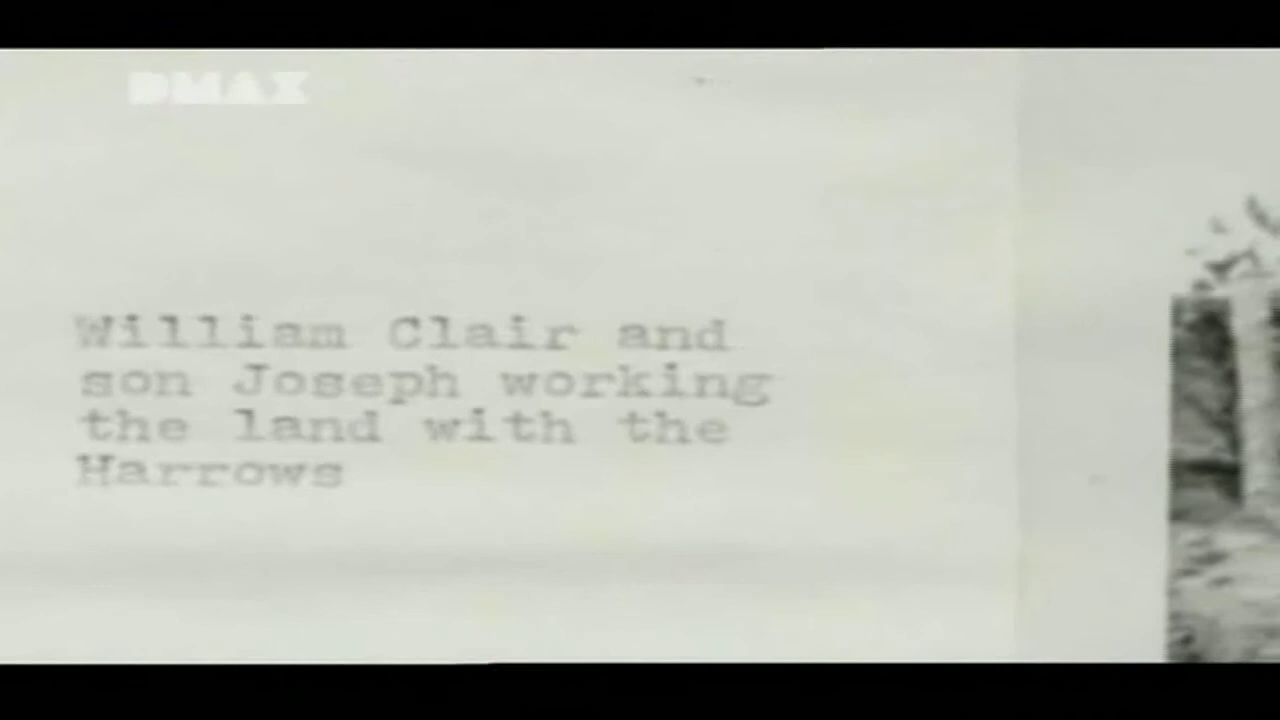 DMAX
William Clair and
son Joseph working
the land with the
Harrows